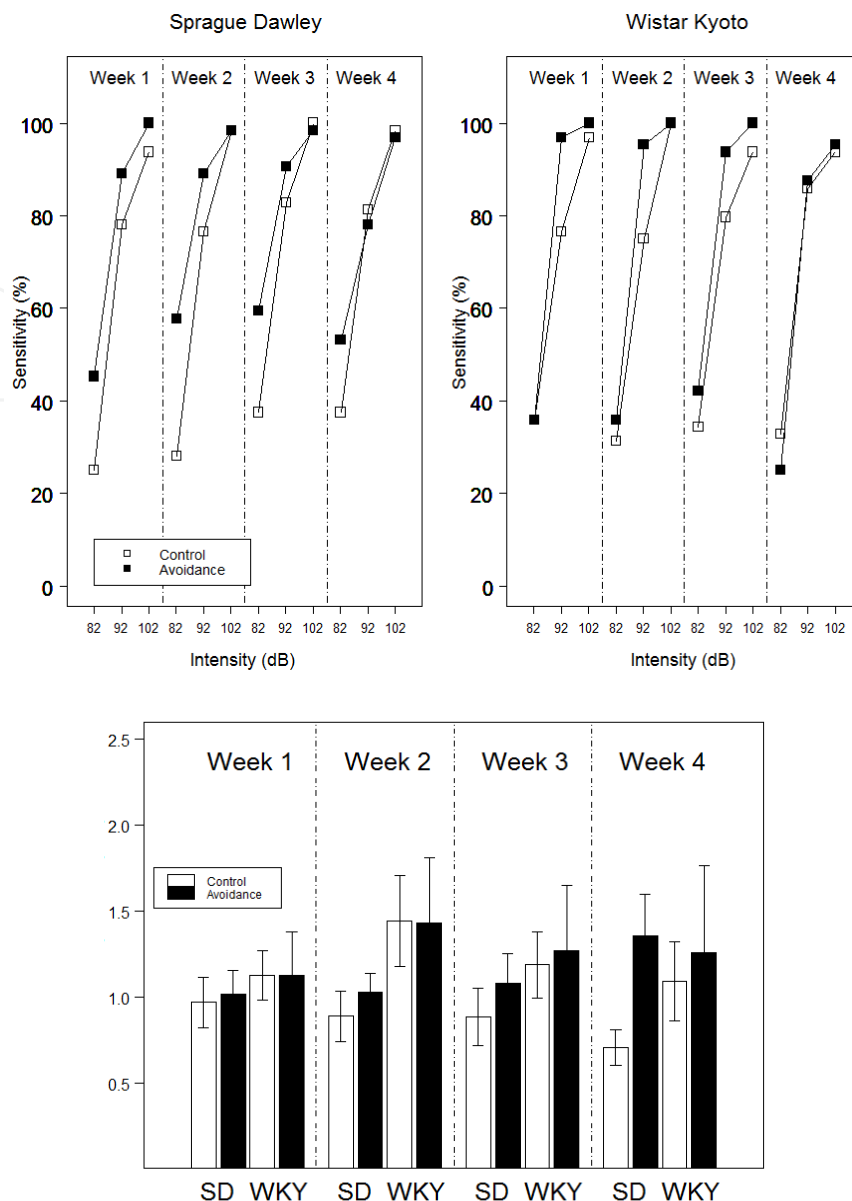 Sprague Dawley
Week 1 Week 2 Week 3 Week 4
Sensitivity (%)
100
80
60
40
20
0
Control
Avoidance
82 92 102 82 92 102 82 92 102 82 92 102
Intensity (dB)
Wistar Kyoto
Week 1 Week 2 Week 3 Week 4
Sensitivity (%)
100
80
60
40
20
0
82 92 102 82 92 102 82 92 102 82 92 102
Intensity (dB)
2.5
2.0
1.5
1.0
0.5
Week 1 Week 2 Week 3 Week 4
Control
Avoidance
SD WKY SD WKY SD WKY SD WKY